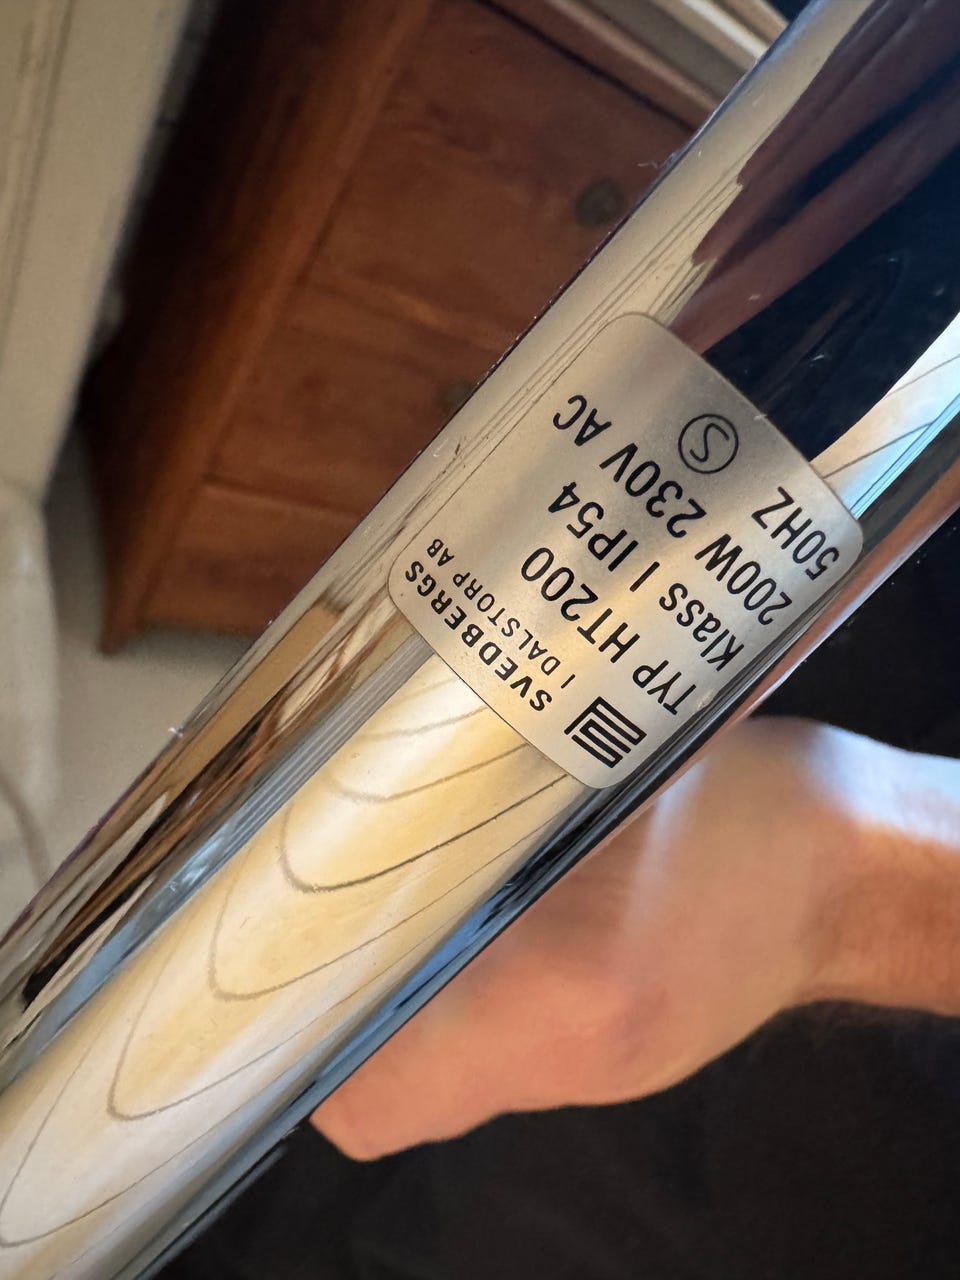 SVEDBERGS
I DALSTORP AB
TYP HT200
Klass I IP54
200W 230V AC
50HZ
S